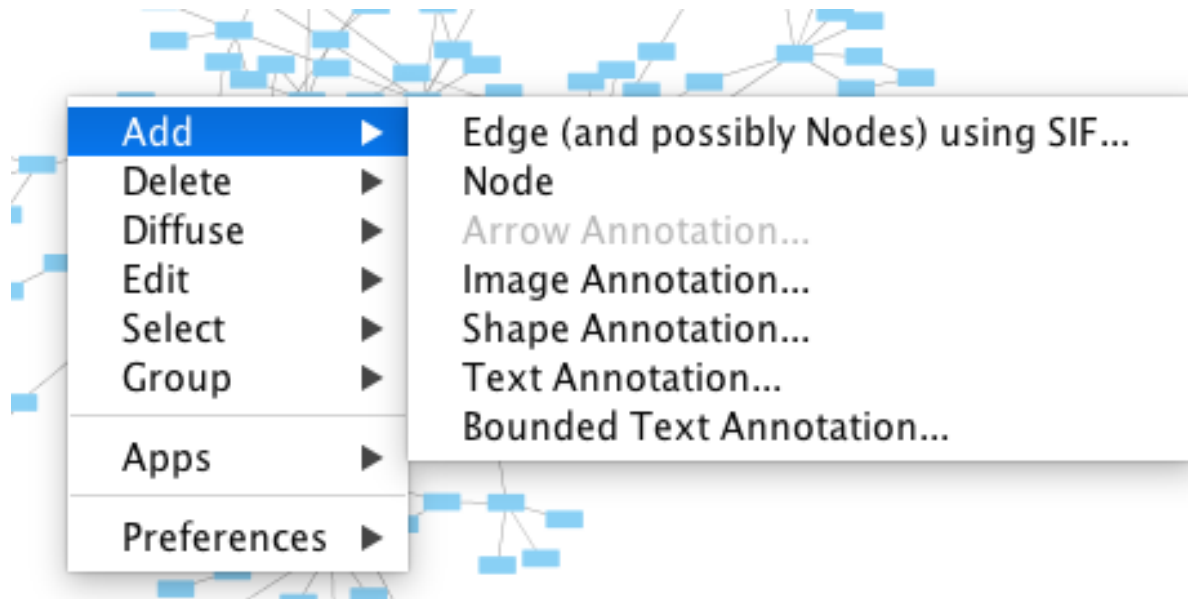 Add
Delete
Diffuse
Edit
Select
Group
Apps
Preferences
Edge (and possibly Nodes) using SIF...
Node
Arrow Annotation...
Image Annotation...
Shape Annotation...
Text Annotation...
Bounded Text Annotation...